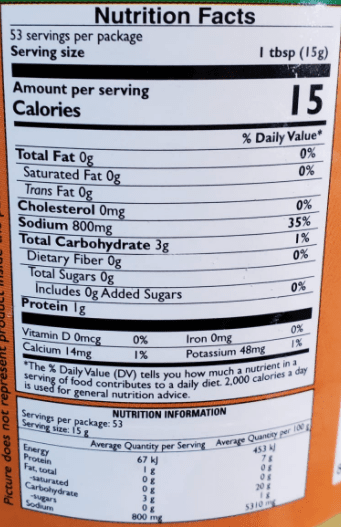 Nutrition Facts
53 servings per package
Serving size 1 tbsp (15g)
Amount per serving
Calories 15
% Daily Value*
Total Fat 0g 0%
Saturated Fat 0g 0%
Trans Fat 0g
Cholesterol 0mg 0%
Sodium 800mg 35%
Total Carbohydrate 3g 1%
Dietary Fiber 0g 0%
Total Sugars 0g
Includes 0g Added Sugars 0%
Protein 1g
Vitamin D 0mcg 0% Iron 0mg 0%
Calcium 14mg 1% Potassium 48mg 1%
*The % Daily Value (DV) tells you how much a nutrient in a
serving of food contributes to a daily diet. 2,000 calories a day
is used for general nutrition advice.
NUTRITION INFORMATION
Servings per package: 53
Serving size: 15 g
Average Quantity per Serving Average Quantity per 100 g
Energy 67 kJ 453 kJ
Protein 1 g 7 g
Fat, total 0 g 0 g
-saturated 0 g 0 g
Carbohydrate 3 g 20 g
-sugars 0 g 1 g
Sodium 800 mg 5310 mg
Picture does not represent product inside the